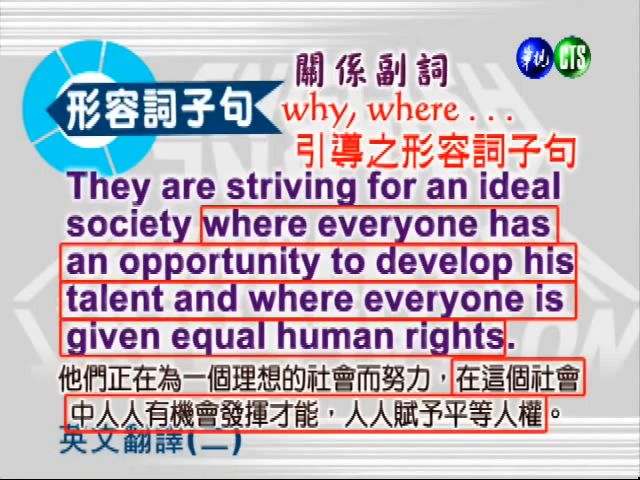 關係副詞
華視 CTS
形容詞子句
why, where . . .
引導之形容詞子句
They are striving for an ideal
society where everyone has
an opportunity to develop his
talent and where everyone is
given equal human rights.
他們正在為一個理想的社會而努力，在這個社會
中人人有機會發揮才能，人人賦予平等人權。
英文翻譯(二)